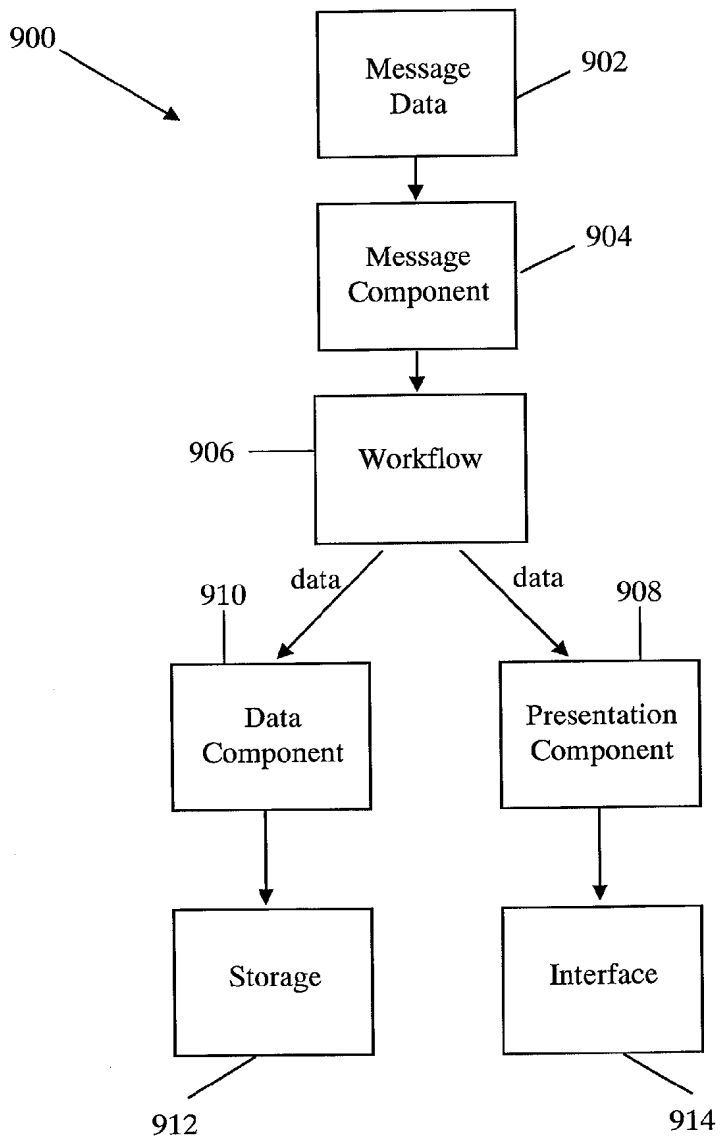 900
Message
Data
902
Message
Component
904
906
Workflow
data
data
910
908
Data
Component
Presentation
Component
Storage
Interface
912
914